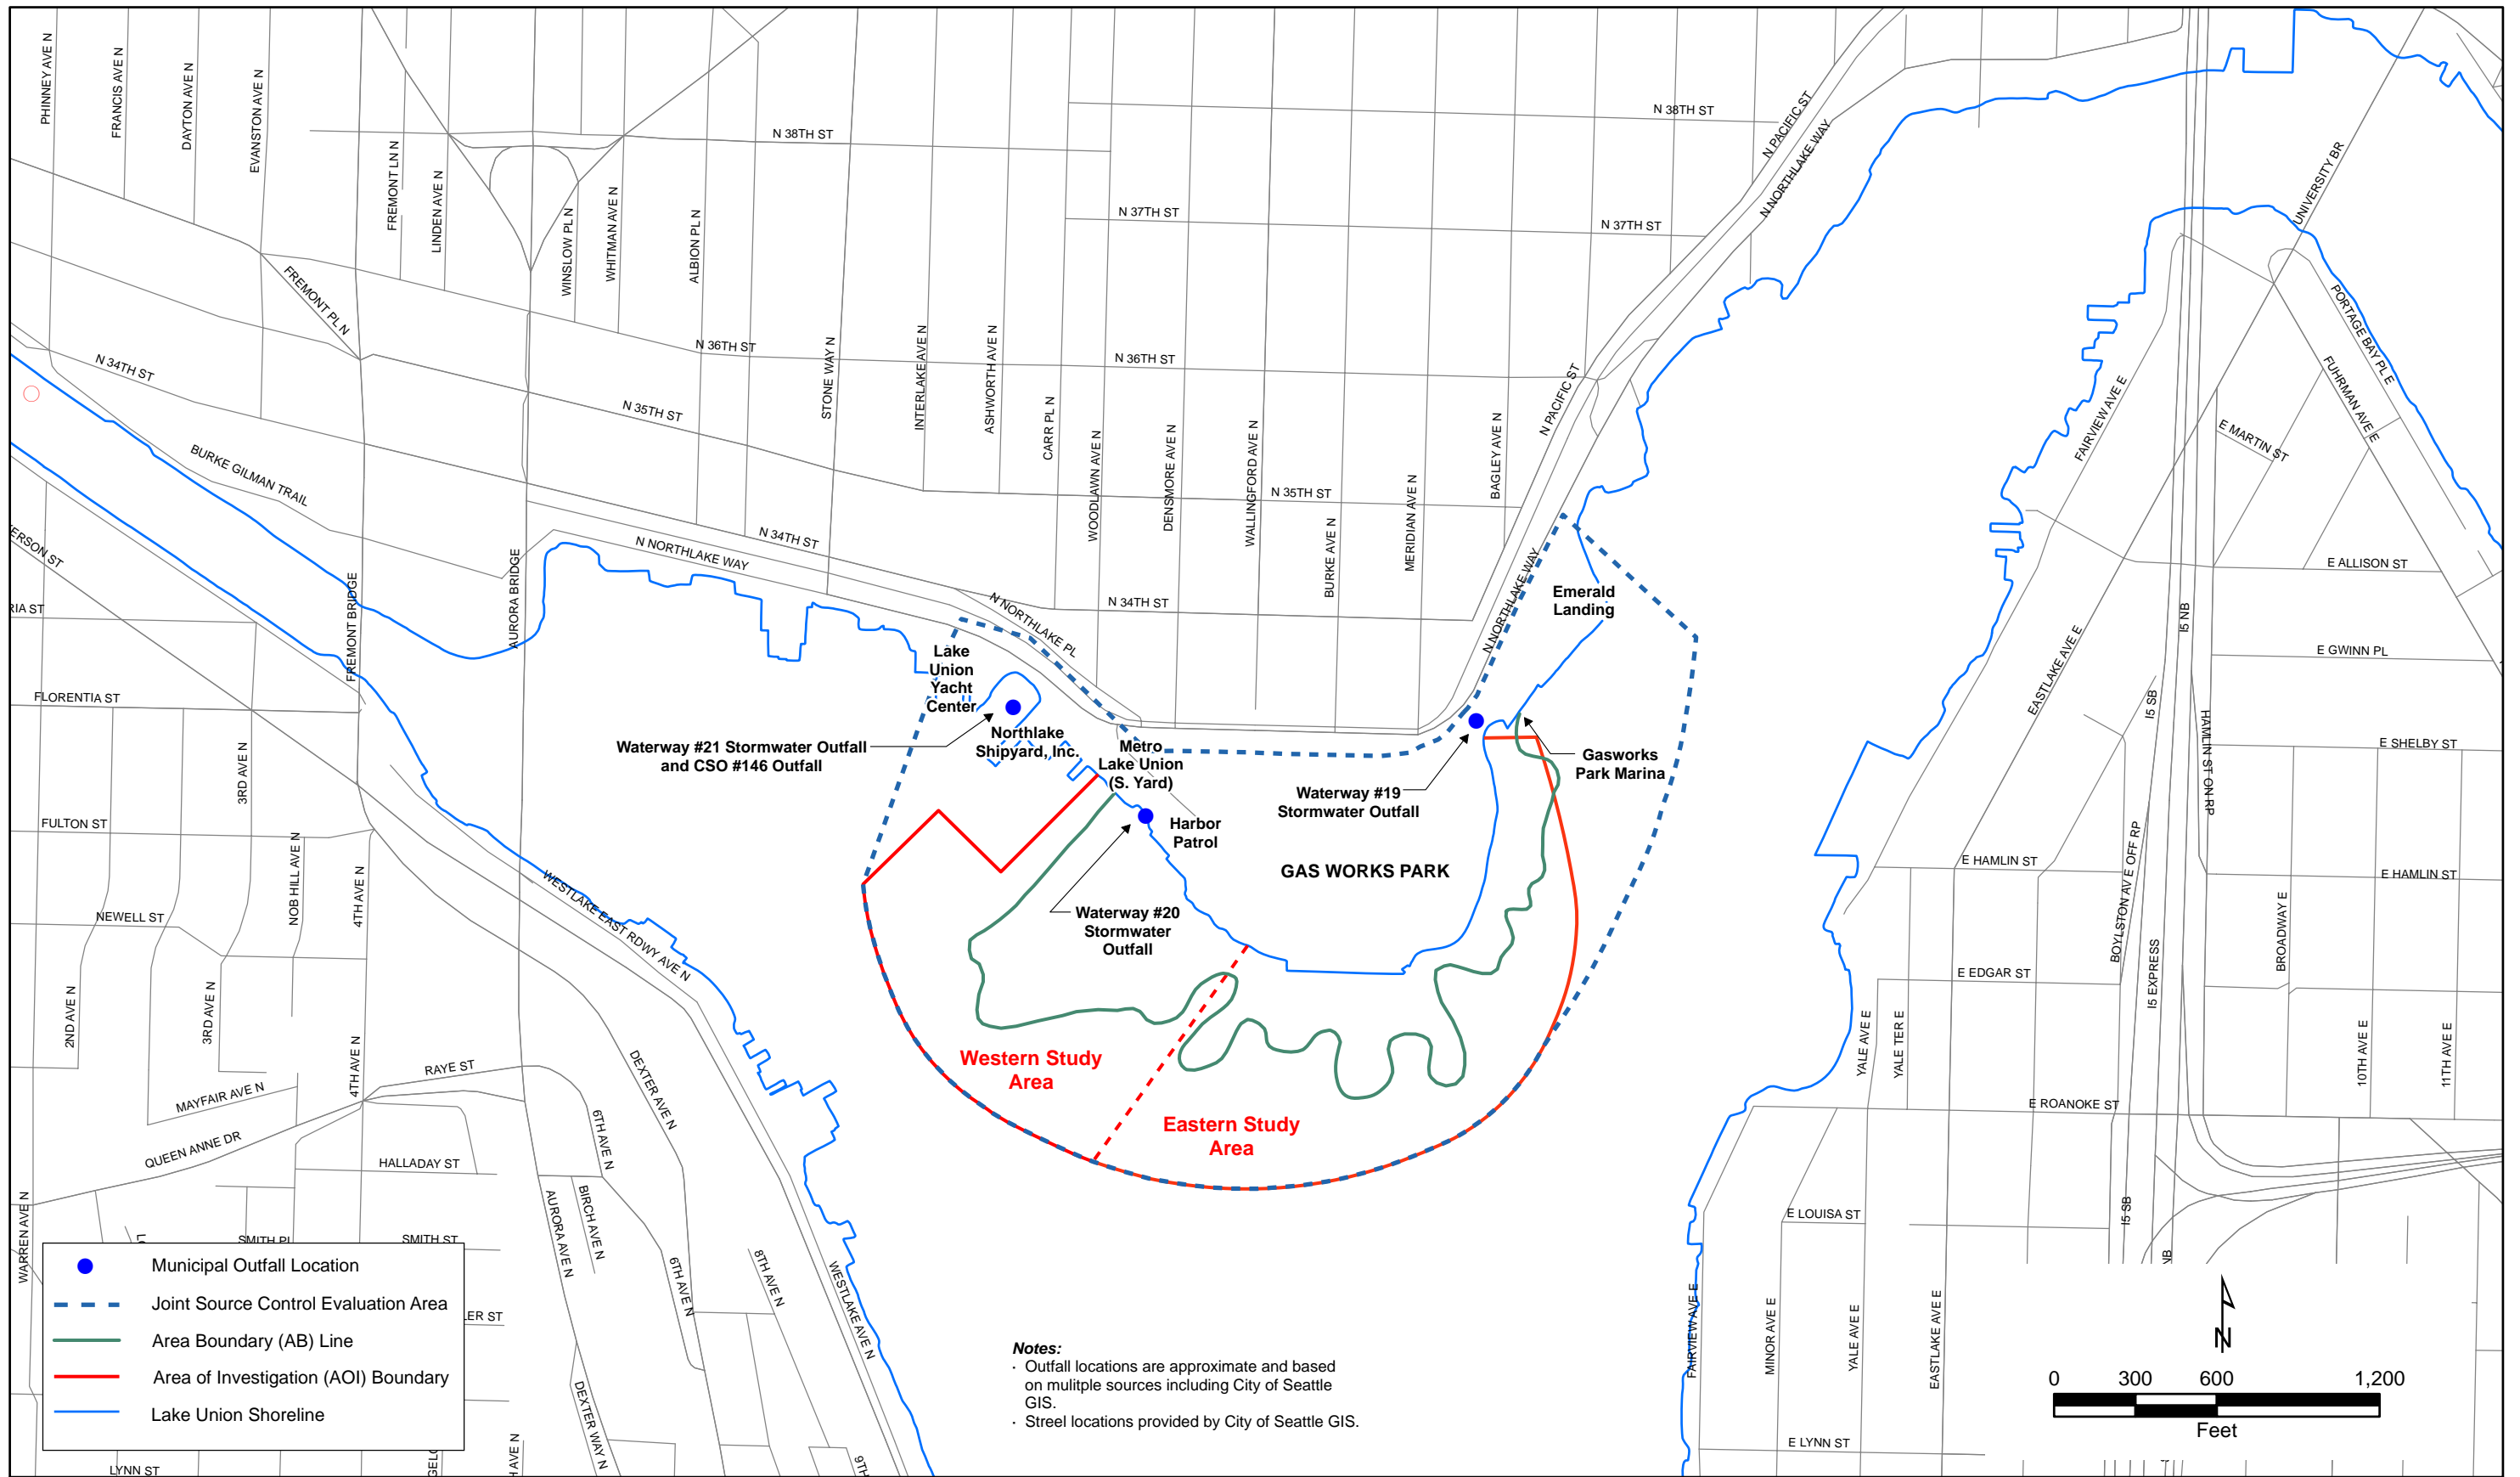 PHINNEY AVE N
FRANCIS AVE N
DAYTON AVE N
EVANSTON AVE N
FREMONT LN N
LINDEN AVE N
WINSLOW PL N
WHITMAN AVE N
ALBION PL N
N 38TH ST
N 38TH ST
N PACIFIC ST
N NORTHLAKE WAY
UNIVERSITY BR
N 37TH ST
N 37TH ST
FREMONT PL N
N 34TH ST
N 36TH ST
N 36TH ST
STONE WAY N
INTERLAKE AVE N
ASHWORTH AVE N
CARR PL N
WOODLAWN AVE N
DENSMORE AVE N
WALLINGFORD AVE N
BURKE AVE N
MERIDIAN AVE N
BAGLEY AVE N
N PACIFIC ST
PORTAGE BAY PL E
FUHRMAN AVE E
FAIRVIEW AVE E
E MARTIN ST
N 35TH ST
N 35TH ST
BURKE GILMAN TRAIL
N 34TH ST
N NORTHLAKE WAY
AURORA BRIDGE
FREMONT BRIDGE
ERSON ST
RIA ST
N NORTHLAKE PL
N 34TH ST
N NORTHLAKE WAY
Emerald
Landing
E ALLISON ST
I5 NB
E GWINN PL
EASTLAKE AVE E
I5 SB
HAMLIN ST ON RP
E SHELBY ST
Lake
Union
Yacht
Center
Northlake
Shipyard, Inc.
Metro
Lake Union
(S. Yard)
Waterway #21 Stormwater Outfall
and CSO #146 Outfall
Gasworks
Park Marina
Waterway #19
Stormwater Outfall
Harbor
Patrol
GAS WORKS PARK
Waterway #20
Stormwater
Outfall
FLORENTIA ST
3RD AVE N
FULTON ST
NOB HILL AVE N
4TH AVE N
NEWELL ST
2ND AVE N
3RD AVE N
4TH AVE N
WESTLAKE EAST RDWY AVE N
E HAMLIN ST
E HAMLIN ST
BOYLSTON AV E OFF RP
BROADWAY E
E EDGAR ST
I5 EXPRESS
YALE AVE E
YALE TER E
10TH AVE E
11TH AVE E
E ROANOKE ST
Western Study
Area
Eastern Study
Area
RAYE ST
DEXTER AVE N
MAYFAIR AVE N
6TH AVE N
QUEEN ANNE DR
HALLADAY ST
BIRCH AVE N
AURORA AVE N
WARREN AVE N
SMITH PL
SMITH ST
6TH AVE N
8TH AVE N
WESTLAKE AVE N
E LOUISA ST
I5 SB
NB
FAIRVIEW AVE E
MINOR AVE E
YALE AVE E
EASTLAKE AVE E
E LYNN ST
LER ST
DEXTER WAY N
LYNN ST
GELO
H AVE N
9TH
Municipal Outfall Location
Joint Source Control Evaluation Area
Area Boundary (AB) Line
Area of Investigation (AOI) Boundary
Lake Union Shoreline
Notes:
· Outfall locations are approximate and based
on mulitple sources including City of Seattle
GIS.
· Streel locations provided by City of Seattle GIS.
N
0 300 600 1,200
Feet